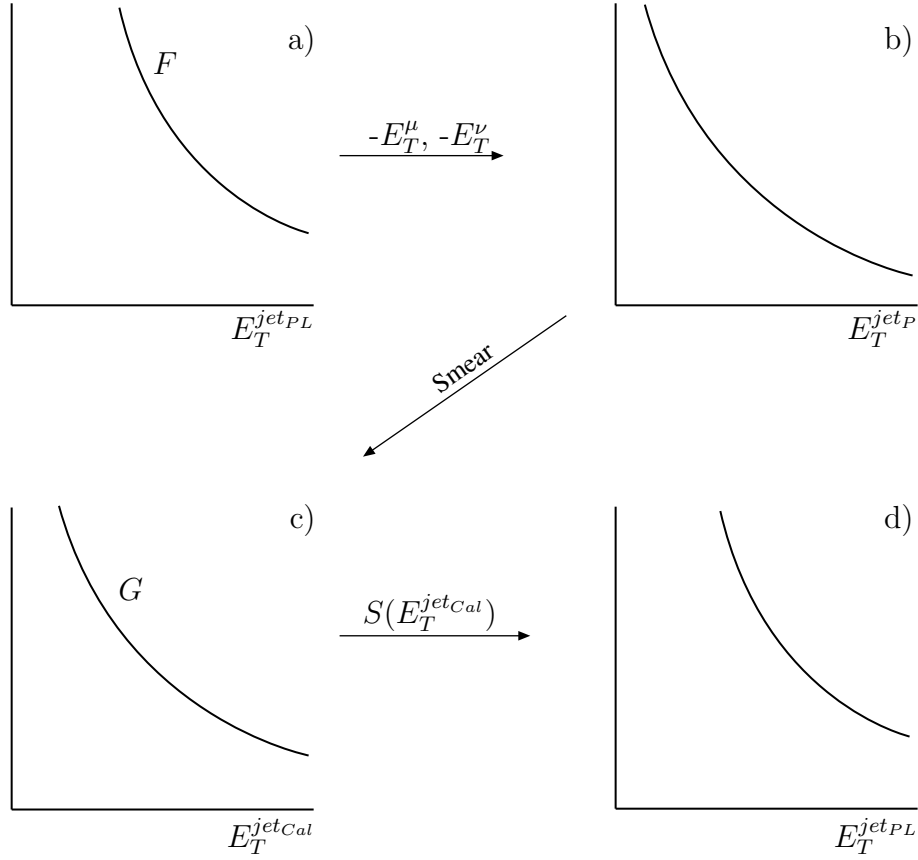 a)
F
-E_T^μ, -E_T^ν
b)
E_T^{jet_{PL}}
E_T^{jet_P}
Smear
c)
G
S(E_T^{jet_{Cal}})
d)
E_T^{jet_{Cal}}
E_T^{jet_{PL}}